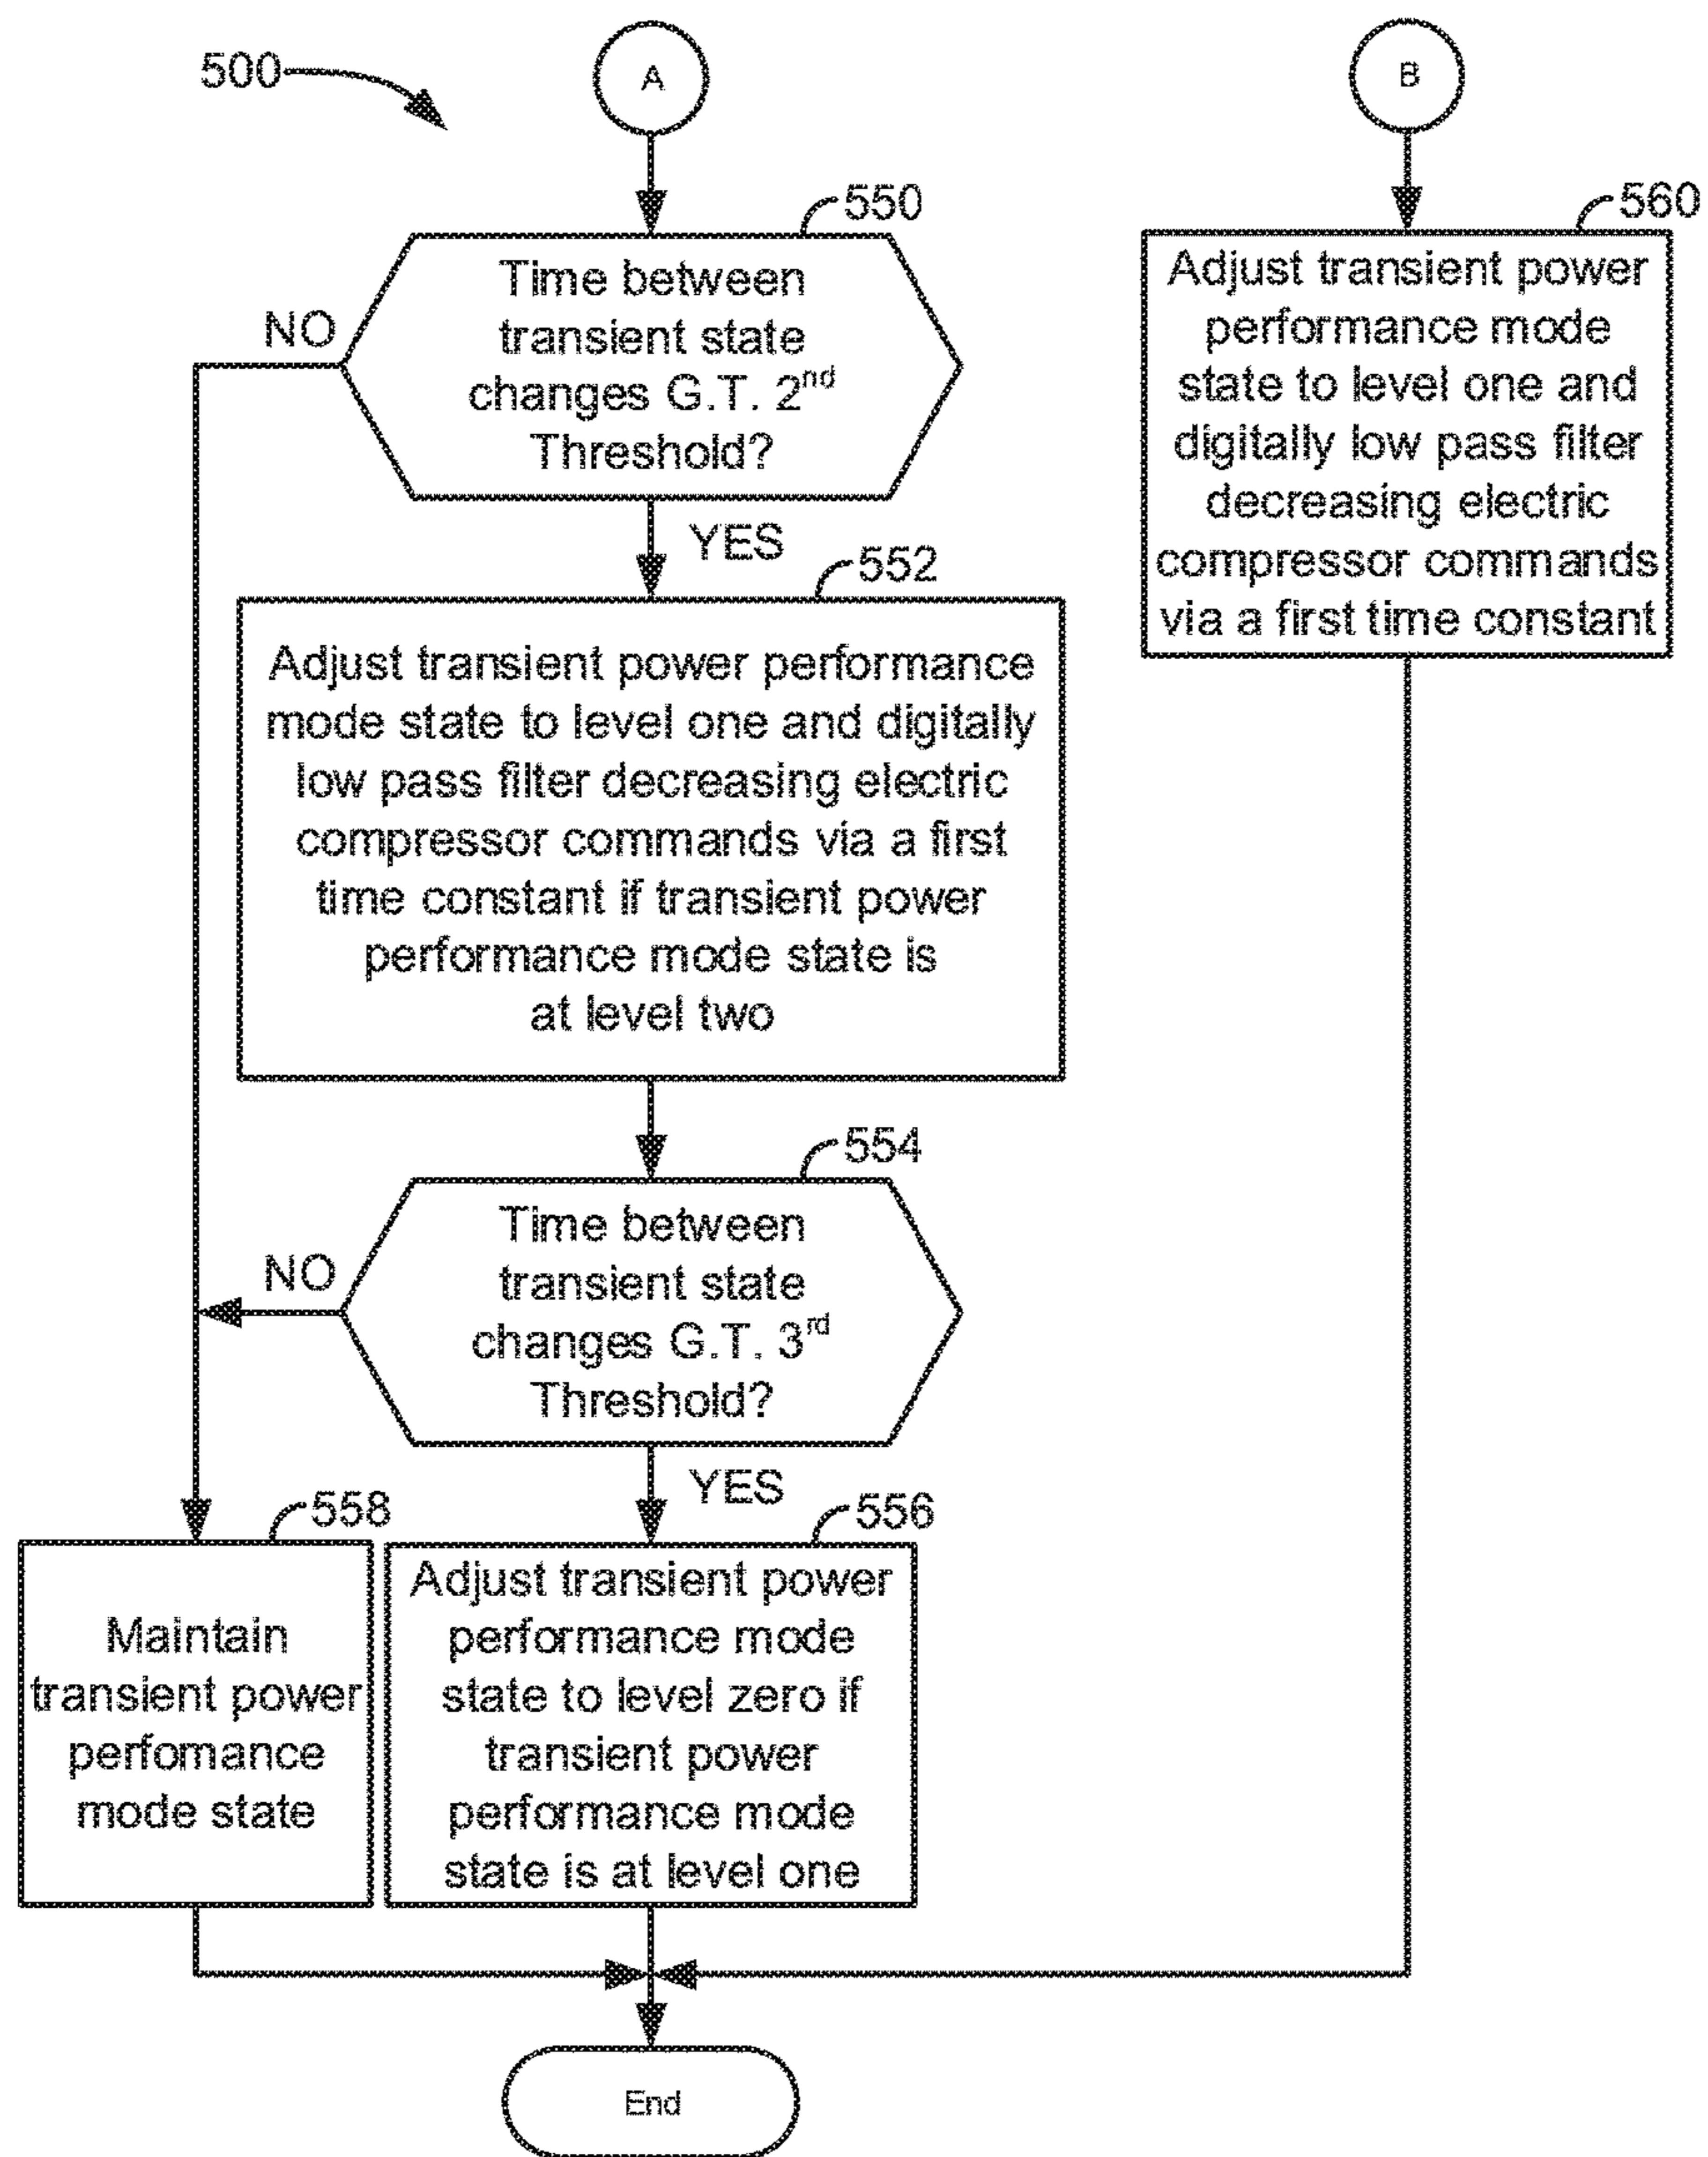 500
A
B
550
Time between
transient state
changes G.T. 2nd
Threshold?
NO
YES
560
Adjust transient power
performance mode
state to level one and
digitally low pass filter
decreasing electric
compressor commands
via a first time constant
552
Adjust transient power performance
mode state to level one and digitally
low pass filter decreasing electric
compressor commands via a first
time constant if transient power
performance mode state is
at level two
554
Time between
transient state
changes G.T. 3rd
Threshold?
NO
YES
558
Maintain
transient power
perfomance
mode state
556
Adjust transient power
performance mode
state to level zero if
transient power
performance mode
state is at level one
End